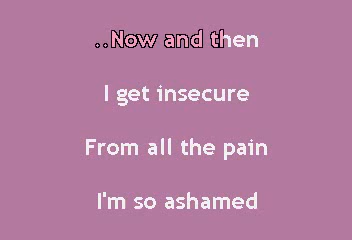 ..Now and then
I get insecure
From all the pain
I'm so ashamed